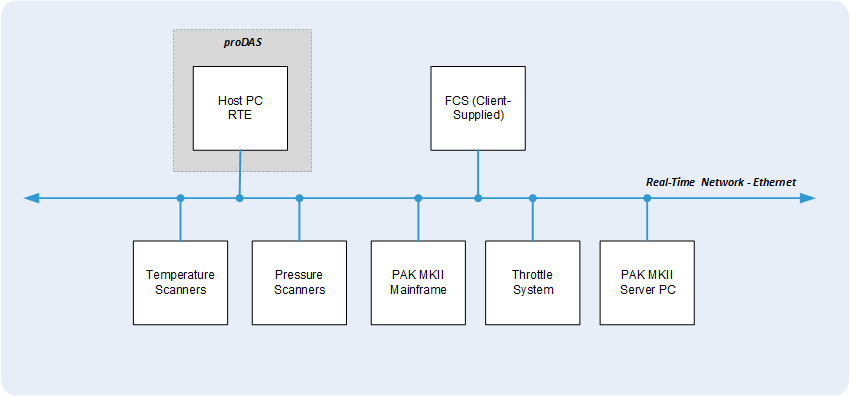 proDAS
Host PC
RTE
FCS (Client-
Supplied)
Real-Time Network - Ethernet
Temperature
Scanners
Pressure
Scanners
PAK MKII
Mainframe
Throttle
System
PAK MKII
Server PC